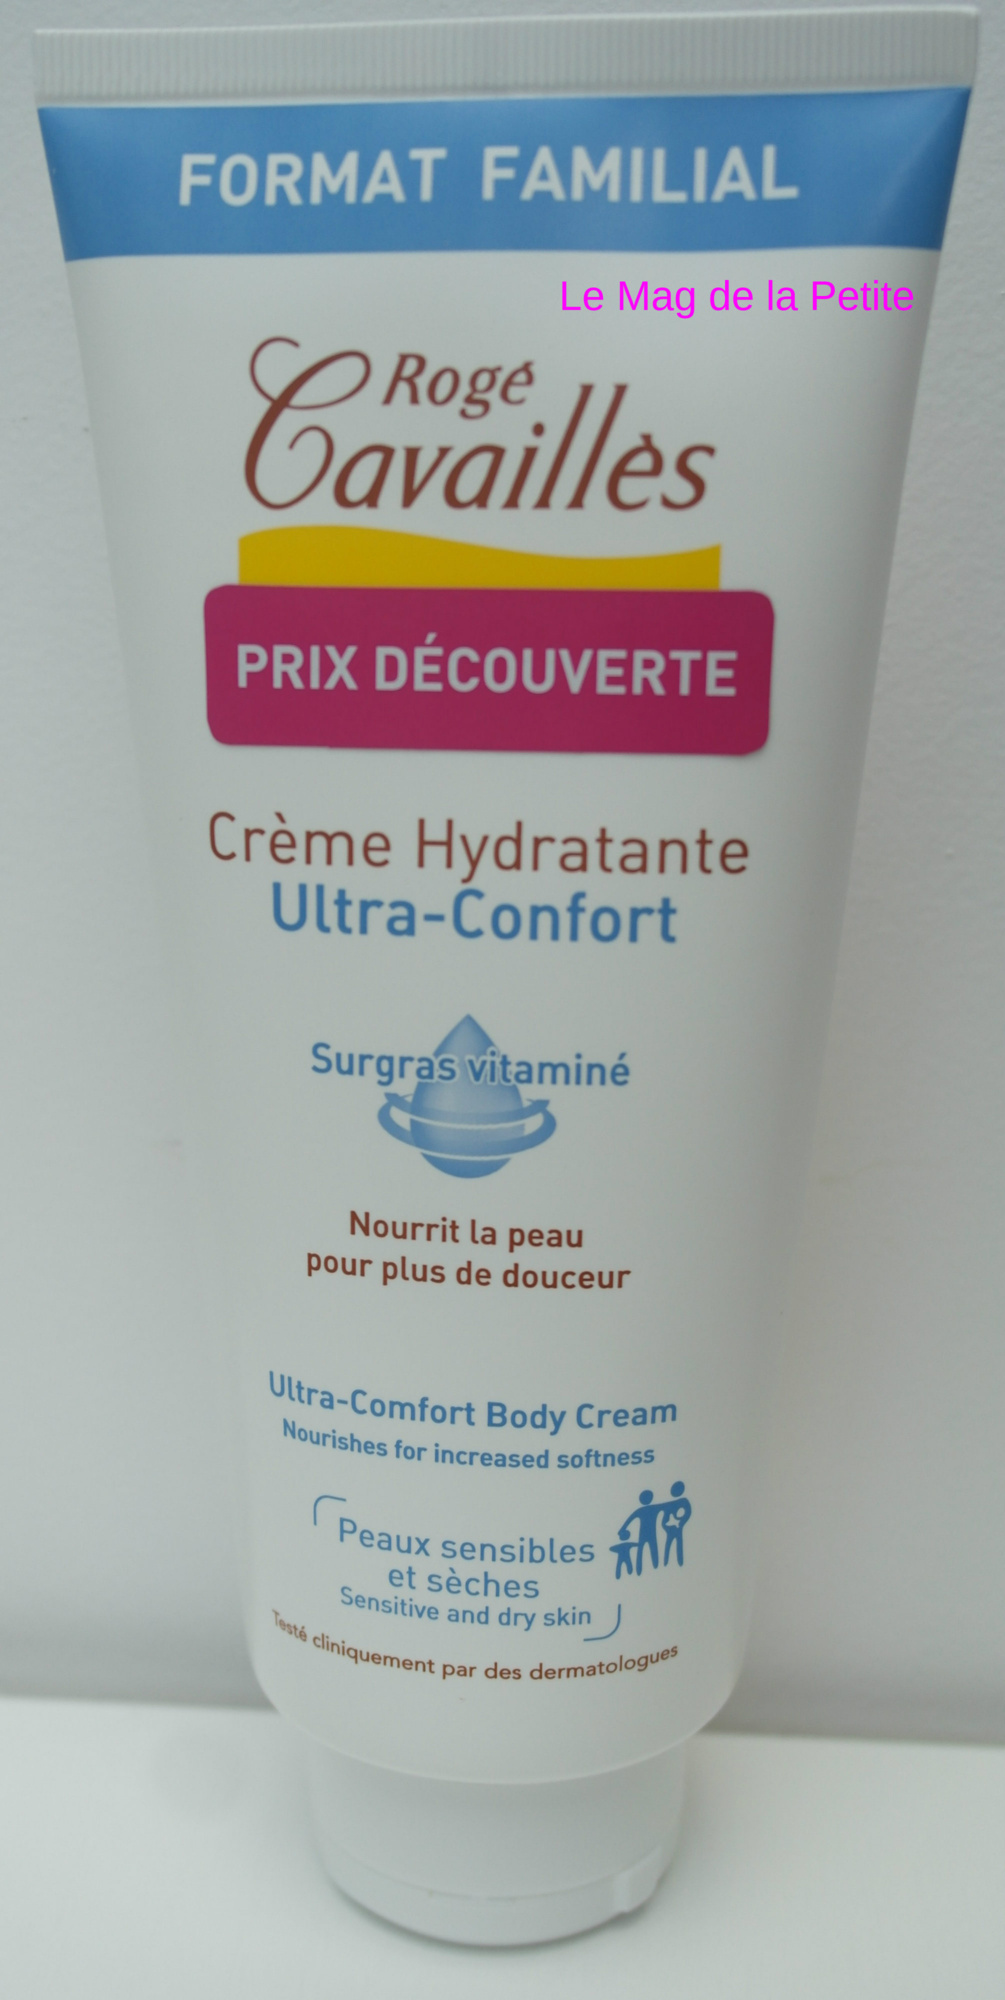 FORMAT FAMILIAL
Le Mag de la Petite
Rogé
Cavaillès
PRIX DÉCOUVERTE
Crème Hydratante
Ultra-Confort
Surgras vitaminé
Nourrit la peau
pour plus de douceur
Ultra-Comfort Body Cream
Nourishes for increased softness
Peaux sensibles
et sèches
Sensitive and dry skin
Testé cliniquement par des dermatologues